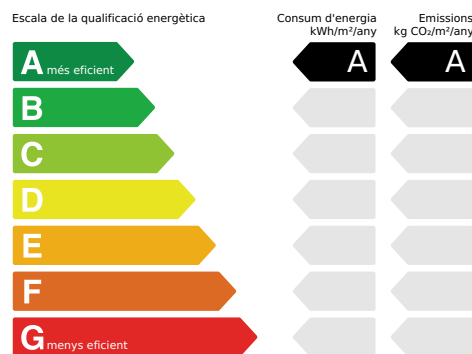 Escala de la qualificació energètica
Consum d'energia
kWh/m²/any
Emissions
kg CO₂/m²/any
A més eficient
A
A
B
C
D
E
F
G menys eficient